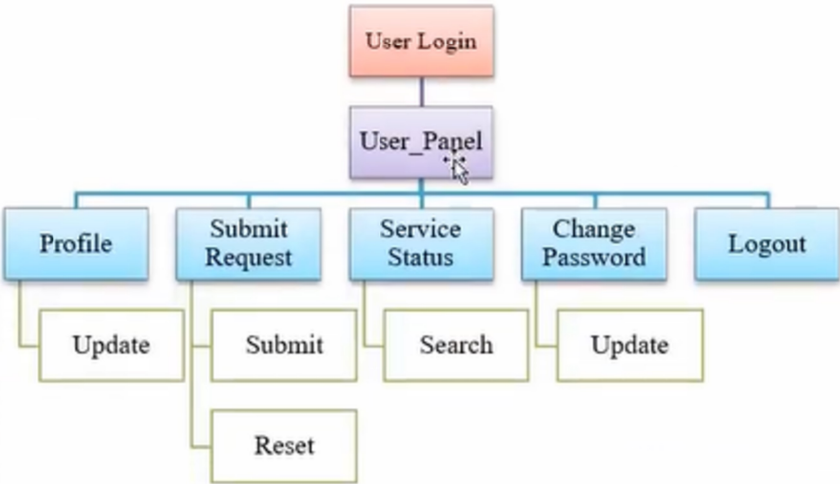 User Login
User_Panel
Profile
Submit
Request
Service
Status
Change
Password
Logout
Update
Submit
Search
Update
Reset